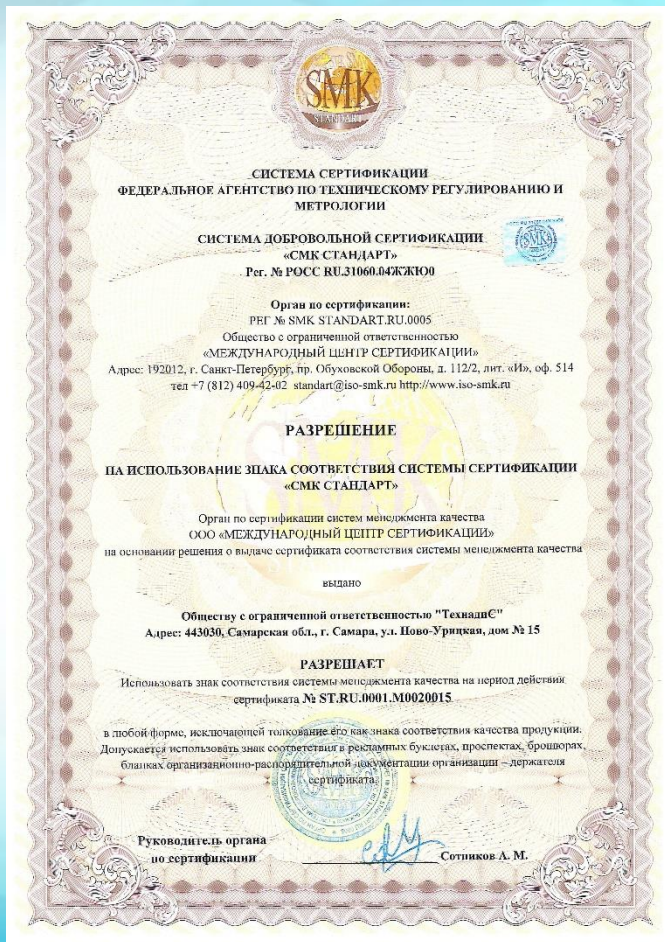 SMK
STANDART
СИСТЕМА СЕРТИФИКАЦИИ
ФЕДЕРАЛЬНОЕ АГЕНТСТВО ПО ТЕХНИЧЕСКОМУ РЕГУЛИРОВАНИЮ И
МЕТРОЛОГИИ
СИСТЕМА ДОБРОВОЛЬНОЙ СЕРТИФИКАЦИИ
«СМК СТАНДАРТ»
Рег. № РОСС RU.31060.04ЖЖЮ0
SMK
Орган по сертификации:
РЕГ № SMK STANDART.RU.0005
Общество с ограниченной ответственностью
«МЕЖДУНАРОДНЫЙ ЦЕНТР СЕРТИФИКАЦИИ»
Адрес: 192012, г. Санкт-Петербург, пр. Обуховской Обороны, д. 112/2, лит. «И», оф. 514
тел +7 (812) 409-42-02 standart@iso-smk.ru http://www.iso-smk.ru
РАЗРЕШЕНИЕ
НА ИСПОЛЬЗОВАНИЕ ЗНАКА СООТВЕТСТВИЯ СИСТЕМЫ СЕРТИФИКАЦИИ
«СМК СТАНДАРТ»
Орган по сертификации систем менеджмента качества
ООО «МЕЖДУНАРОДНЫЙ ЦЕНТР СЕРТИФИКАЦИИ»
на основании решения о выдаче сертификата соответствия системы менеджмента качества
выдано
Обществу с ограниченной ответственностью "ТехнадиС"
Адрес: 443030, Самарская обл., г. Самара, ул. Ново-Урицкая, дом № 15
РАЗРЕШАЕТ
Использовать знак соответствия системы менеджмента качества на период действия
сертификата № ST.RU.0001.M0020015
в любой форме, исключающей толкование его как знака соответствия качества продукции.
Допускается использовать знак соответствия в рекламных буклетах, проспектах, брошюрах,
бланках организационно-распорядительной документации организации – держателя
сертификата.
Руководитель органа
по сертификации
Сотников А. М.